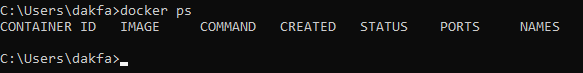 C:\Users\dakfa>docker ps
CONTAINER ID   IMAGE     COMMAND   CREATED   STATUS    PORTS     NAMES
C:\Users\dakfa>